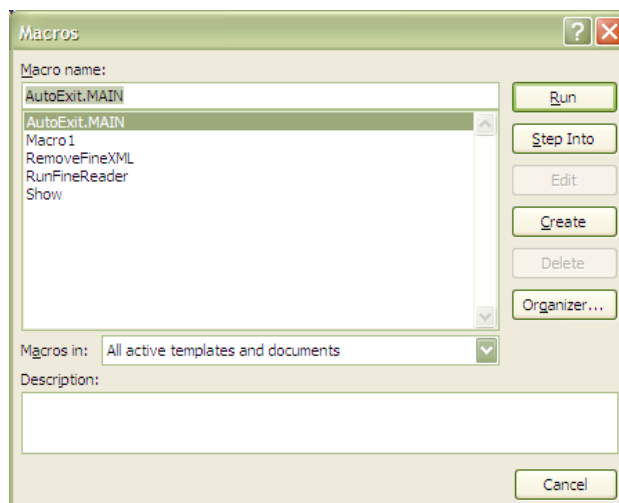 Macros
Macro name:
AutoExit.MAIN
AutoExit.MAIN
Macro1
RemoveFineXML
RunFineReader
Show
Run
Step Into
Edit
Create
Delete
Organizer...
Macros in: All active templates and documents
Description:
Cancel